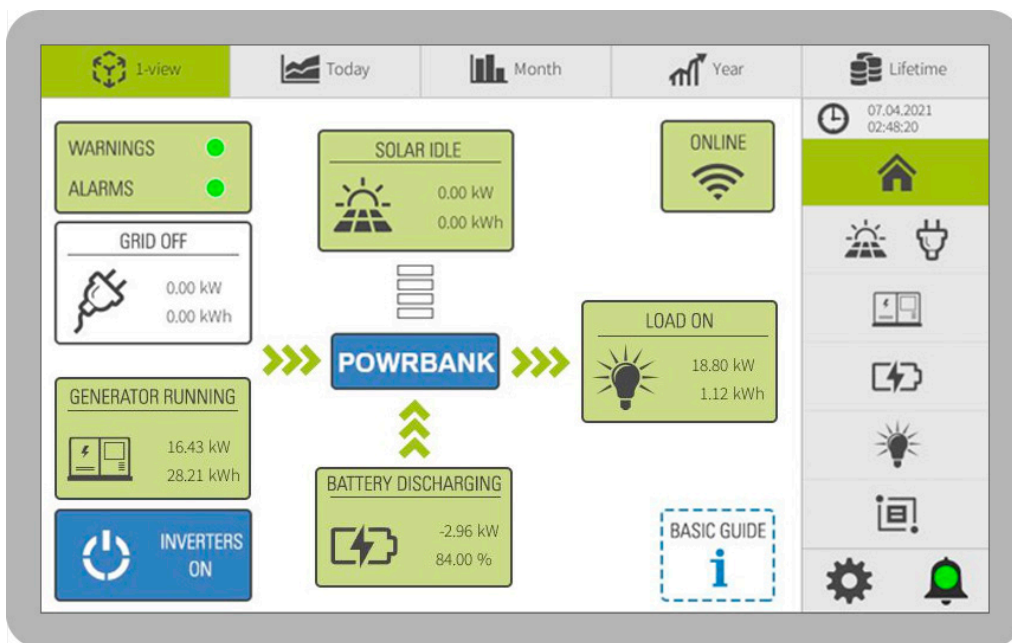 1-view
Today
Month
Year
Lifetime
07.04.2021
02:48:20
WARNINGS
ALARMS
SOLAR IDLE
0.00 kW
0.00 kWh
ONLINE
GRID OFF
0.00 kW
0.00 kWh
POWRBANK
LOAD ON
18.80 kW
1.12 kWh
GENERATOR RUNNING
16.43 kW
28.21 kWh
BATTERY DISCHARGING
-2.96 kW
84.00 %
INVERTERS
ON
BASIC GUIDE
i